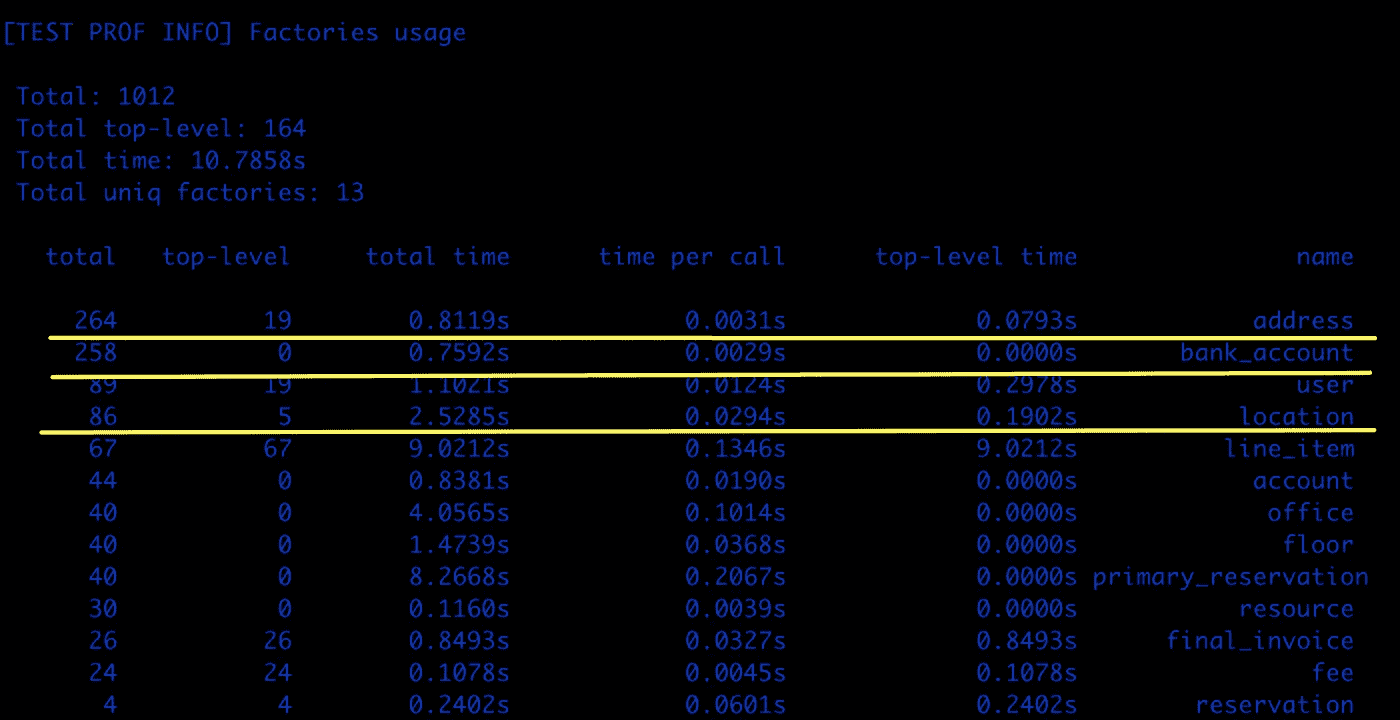 [TEST PROF INFO] Factories usage
Total: 1012
Total top-level: 164
Total time: 10.7858s
Total uniq factories: 13
total top-level total time time per call top-level time name
264 19 0.8119s 0.0031s 0.0793s address
258 0 0.7592s 0.0029s 0.0000s bank_account
89 19 1.1021s 0.0124s 0.2978s user
86 5 2.5285s 0.0294s 0.1902s location
67 67 9.0212s 0.1346s 9.0212s line_item
44 0 0.8381s 0.0190s 0.0000s account
40 0 4.0565s 0.1014s 0.0000s office
40 0 1.4739s 0.0368s 0.0000s floor
40 0 8.2668s 0.2067s 0.0000s primary_reservation
30 0 0.1160s 0.0039s 0.0000s resource
26 26 0.8493s 0.0327s 0.8493s final_invoice
24 24 0.1078s 0.0045s 0.1078s fee
4 4 0.2402s 0.0601s 0.2402s reservation